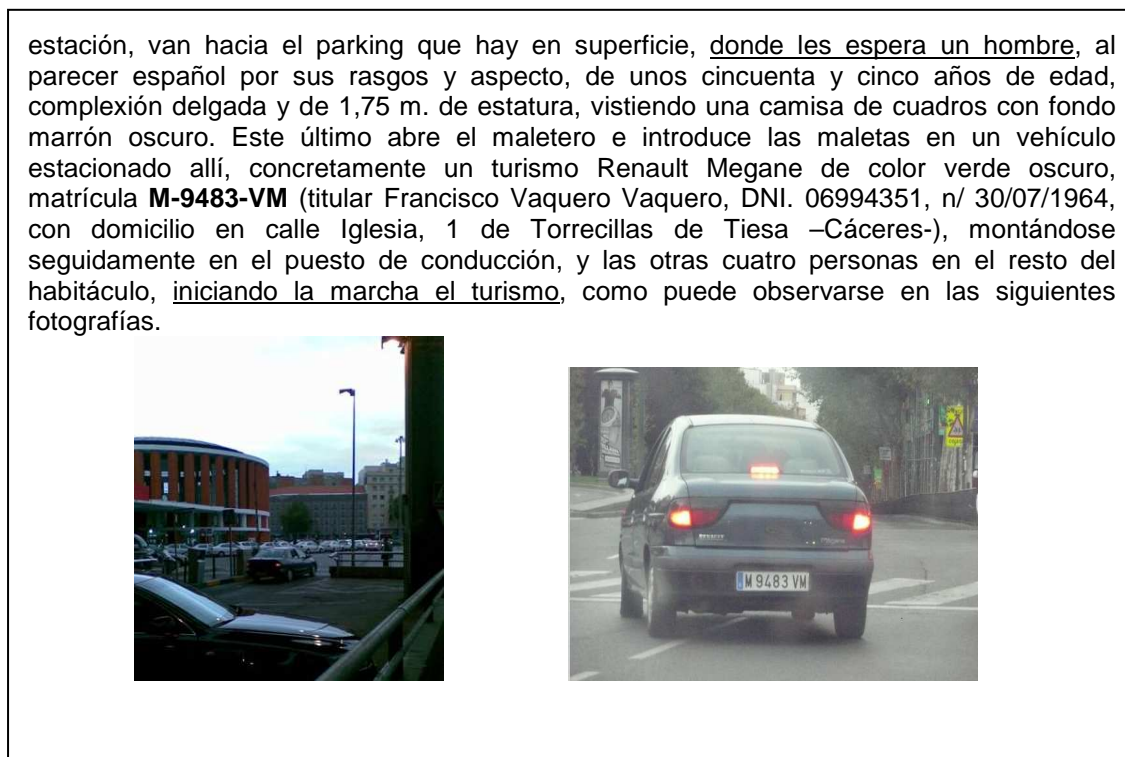 estación, van hacia el parking que hay en superficie, donde les espera un hombre, al
parecer español por sus rasgos y aspecto, de unos cincuenta y cinco años de edad,
complexión delgada y de 1,75 m. de estatura, vistiendo una camisa de cuadros con fondo
marrón oscuro. Este último abre el maletero e introduce las maletas en un vehículo
estacionado allí, concretamente un turismo Renault Megane de color verde oscuro,
matrícula M-9483-VM (titular Francisco Vaquero Vaquero, DNI. 06994351, n/ 30/07/1964,
con domicilio en calle Iglesia, 1 de Torrecillas de Tiesa –Cáceres-), montándose
seguidamente en el puesto de conducción, y las otras cuatro personas en el resto del
habitáculo, iniciando la marcha el turismo, como puede observarse en las siguientes
fotografías.
RENAULT
M 9483 VM